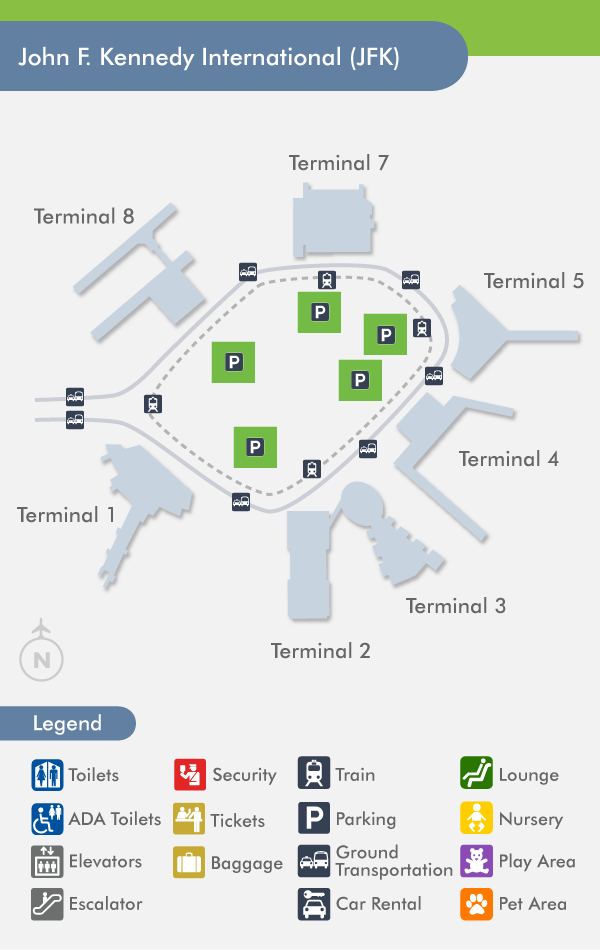 John F. Kennedy International (JFK)
Terminal 7
Terminal 8
Terminal 5
P
P
P
P
Terminal 4
P
Terminal 1
Terminal 3
N
Terminal 2
Legend
Toilets
Security
Train
Lounge
ADA Toilets
Tickets
P
Parking
Nursery
Elevators
Baggage
Ground
Transportation
Play Area
Escalator
Car Rental
Pet Area